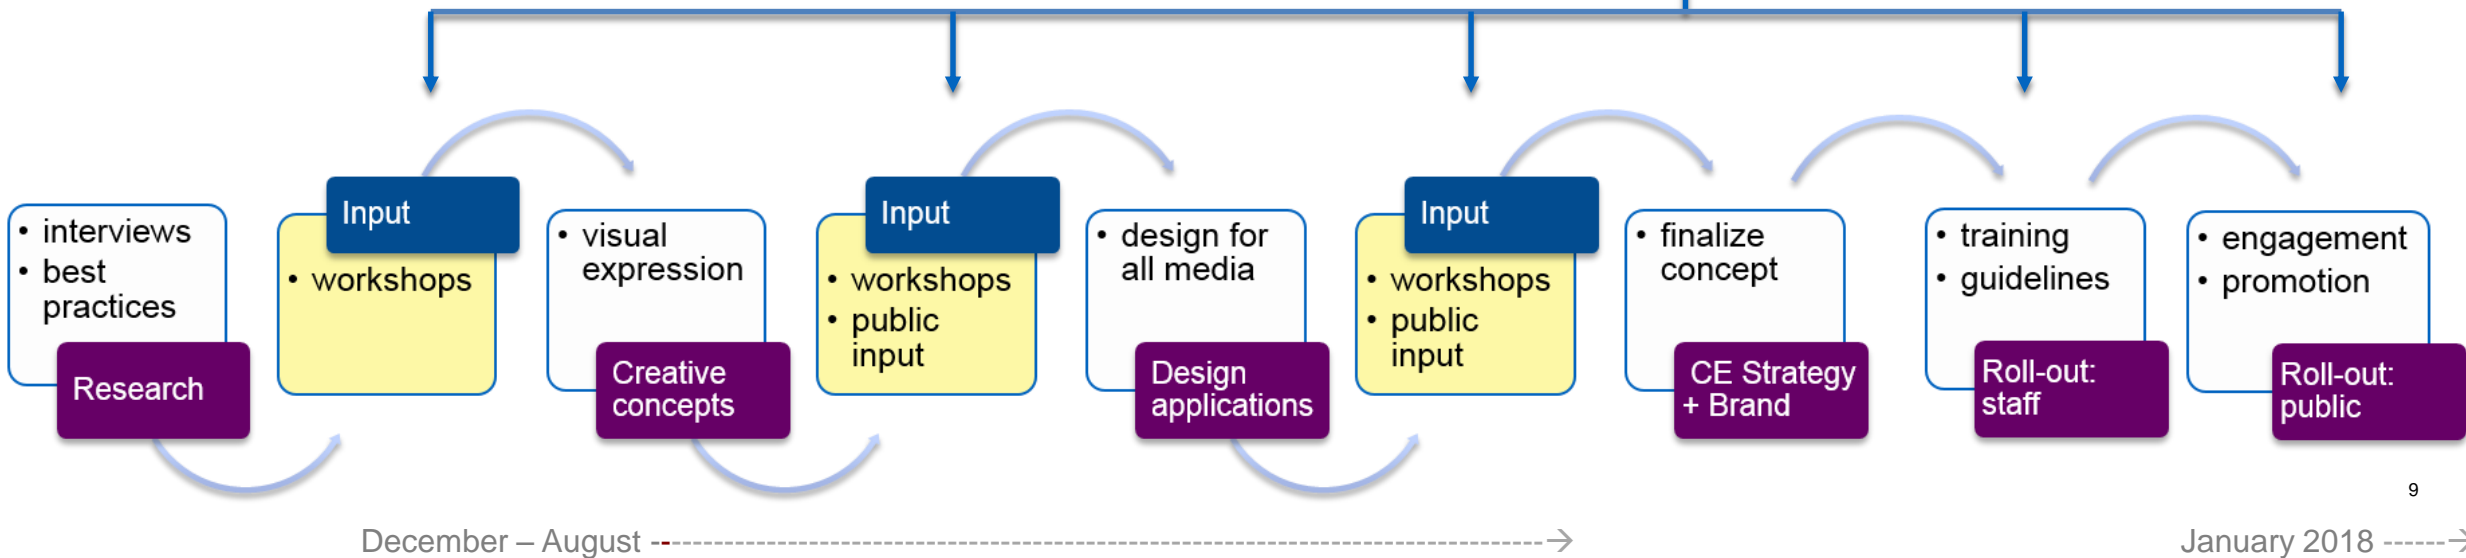 • interviews
• best
practices
Research
Input
• workshops
• visual
expression
Creative
concepts
Input
• workshops
• public
input
• design for
all media
Design
applications
Input
• workshops
• public
input
• finalize
concept
CE Strategy
+ Brand
• training
• guidelines
Roll-out:
staff
• engagement
• promotion
Roll-out:
public
9
December – August
January 2018